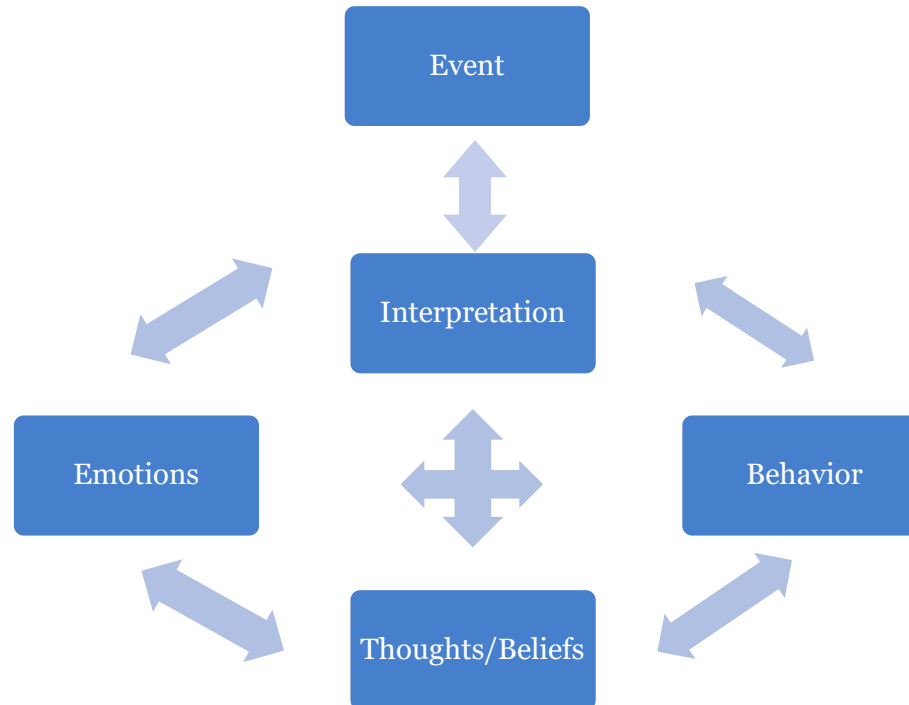 Event
Interpretation
Emotions
Behavior
Thoughts/Beliefs